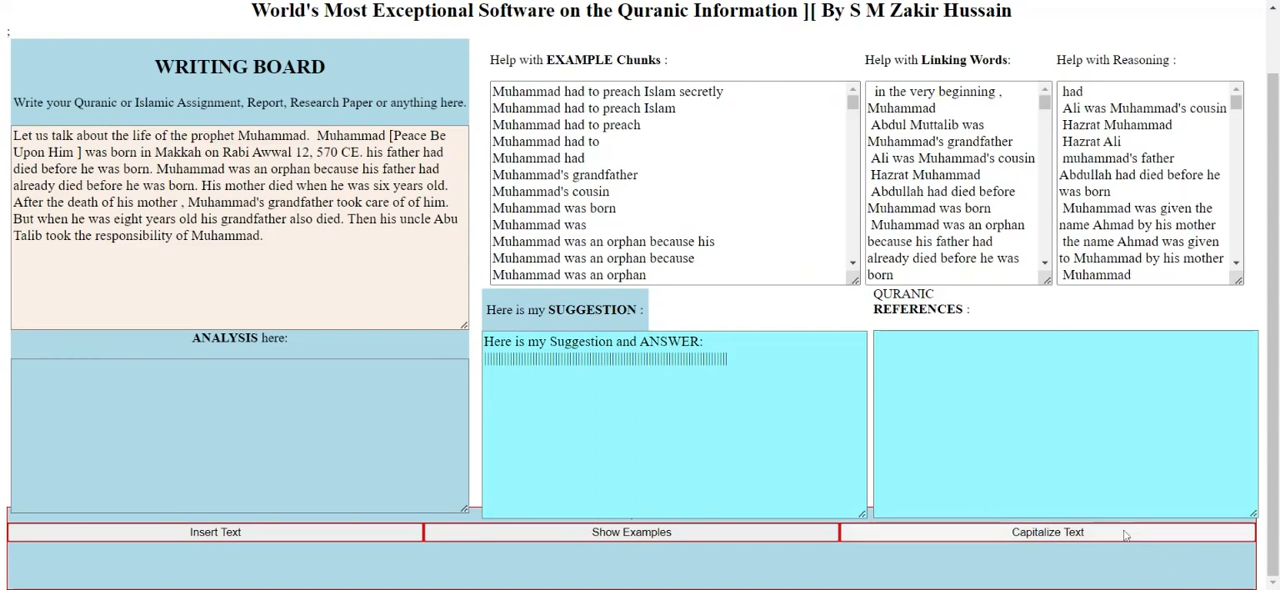 World's Most Exceptional Software on the Quranic Information ][ By S M Zakir Hussain
;
WRITING BOARD
Write your Quranic or Islamic Assignment, Report, Research Paper or anything here.
Let us talk about the life of the prophet Muhammad.  Muhammad [Peace Be
Upon Him ] was born in Makkah on Rabi Awwal 12, 570 CE. his father had
died before he was born. Muhammad was an orphan because his father had
already died before he was born. His mother died when he was six years old.
After the death of his mother , Muhammad's grandfather took care of of him.
But when he was eight years old his grandfather also died. Then his uncle Abu
Talib took the responsibility of Muhammad.
ANALYSIS here:
Help with EXAMPLE Chunks :
Muhammad had to preach Islam secretly
Muhammad had to preach Islam
Muhammad had to preach
Muhammad had to
Muhammad had
Muhammad's grandfather
Muhammad's cousin
Muhammad was born
Muhammad was
Muhammad was an orphan because his
Muhammad was an orphan because
Muhammad was an orphan
Help with Linking Words:
in the very beginning ,
Muhammad
Abdul Muttalib was
Muhammad's grandfather
Ali was Muhammad's cousin
Hazrat Muhammad
Abdullah had died before
Muhammad was born
Muhammad was an orphan
because his father had
already died before he was
born
Help with Reasoning :
had
Ali was Muhammad's cousin
Hazrat Muhammad
Hazrat Ali
muhammad's father
Abdullah had died before he
was born
Muhammad was given the
name Ahmad by his mother
the name Ahmad was given
to Muhammad by his mother
Muhammad
Here is my SUGGESTION :
Here is my Suggestion and ANSWER:
QURANIC
REFERENCES :
Insert Text
Show Examples
Capitalize Text